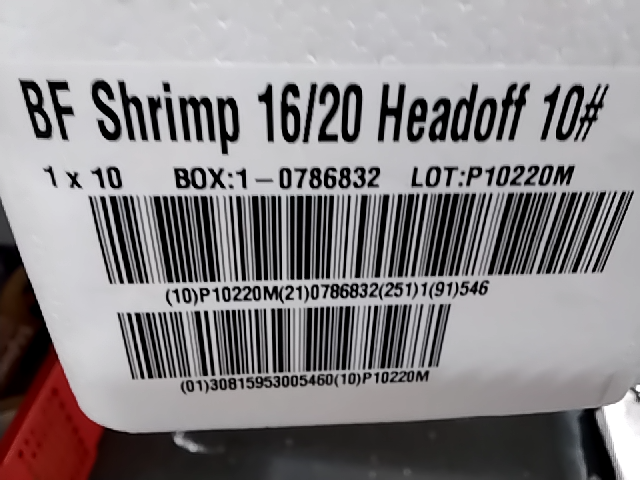 BF Shrimp 16/20 Headoff 10#
1 x 10 BOX:1-0786832 LOT:P10220M
(10)P10220M(21)0786832(251)1(91)546
(01)30815953005460(10)P10220M